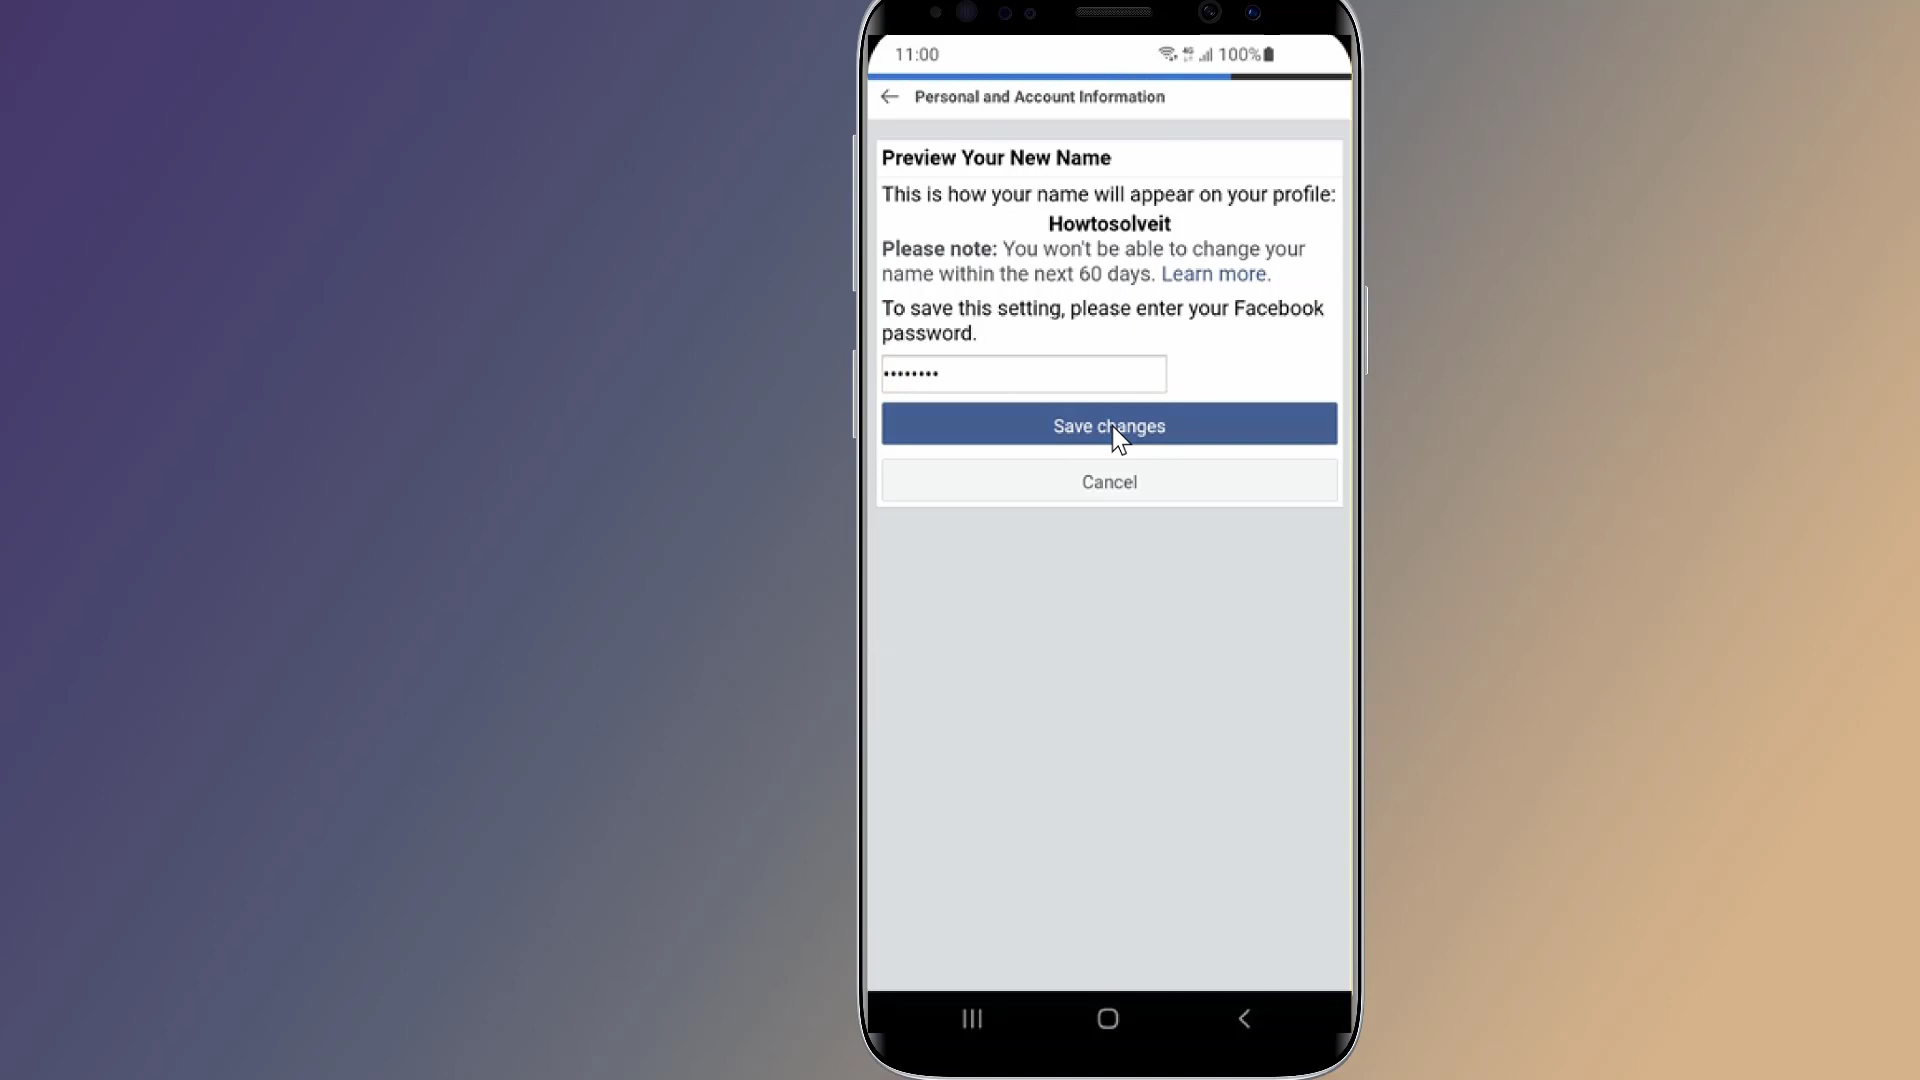 11:00 100%
Personal and Account Information
Preview Your New Name
This is how your name will appear on your profile:
Howtosolveit
Please note: You won't be able to change your
name within the next 60 days. Learn more.
To save this setting, please enter your Facebook
password.
••••••••
Save changes
Cancel